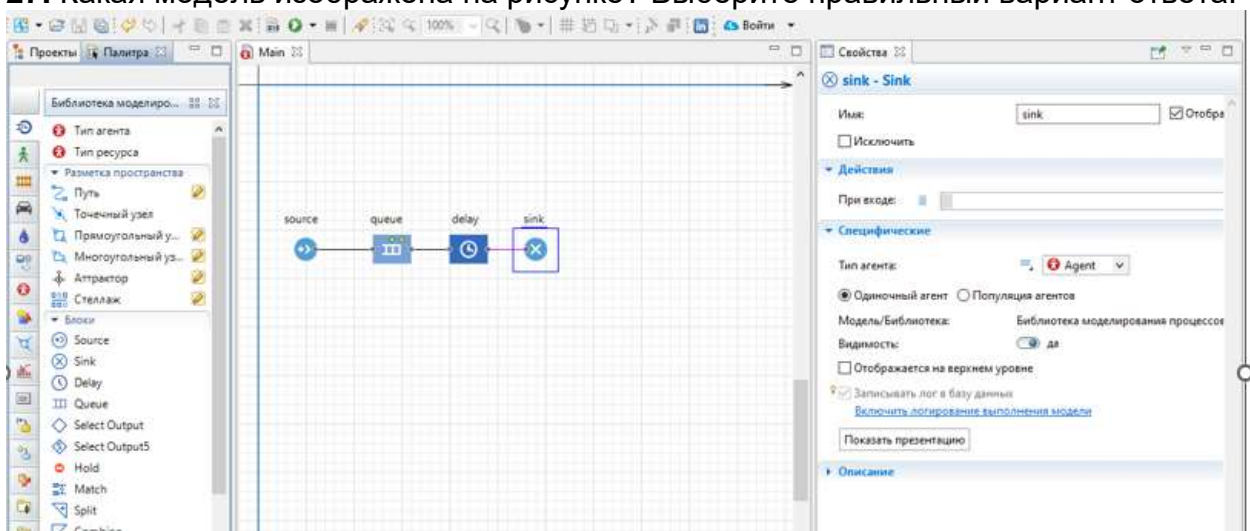 Какая модель изображена на рисунке? Выберите правильный вариант ответа.
100%
Войти
Проекты Палитра
Main
Свойства
Библиотека моделиро...
Тип агента
Тип ресурса
Разметка пространства
Путь
Точечный узел
Прямоугольный у...
Многоугольный уз...
Аттрактор
Стеллаж
Блоки
Source
Sink
Delay
Queue
Select Output
Select Output5
Hold
Match
Split
Combine
source queue delay sink
sink - Sink
Имя: sink Отобра
Исключить
Действия
При входе:
Специфические
Тип агента: Agent
Одиночный агент Популяция агентов
Модель/Библиотека: Библиотека моделирования процессов
Видимость: да
Отображается на верхнем уровне
Записывать лог в базу данных
Включить логирование выполнения модели
Показать презентацию
Описание